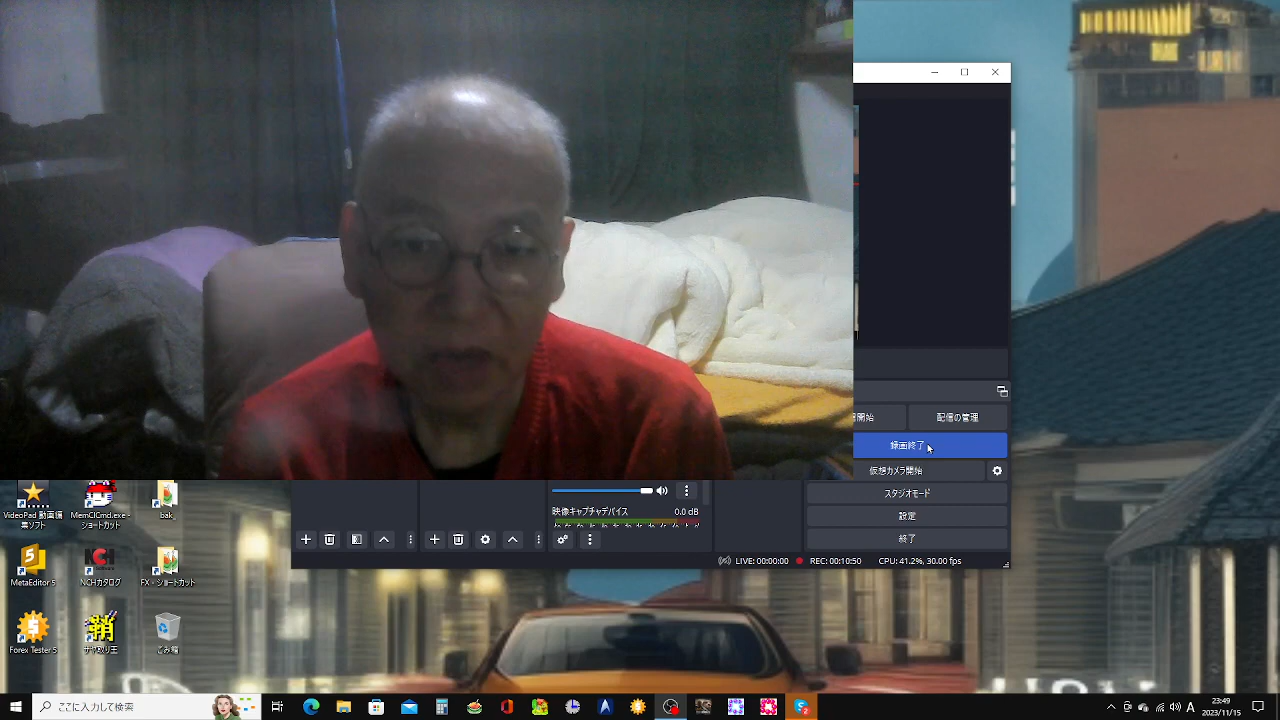 開始
配信の管理
録画終了
仮想カメラ開始
スタジオモード
設定
終了
映像キャプチャデバイス
0.0 dB
LIVE: 00:00:00
REC: 00:10:50
CPU: 41.2%, 30.00 fps
VideoPad 動画編
集ソフト
MemClCmd.exe -
ショートカット
bak_
MetaEditor 5
NCHカタログ
FX - ショートカット
Forex Tester 5
ごみ箱
ここに入力して検索
A
23:49
2023/11/15